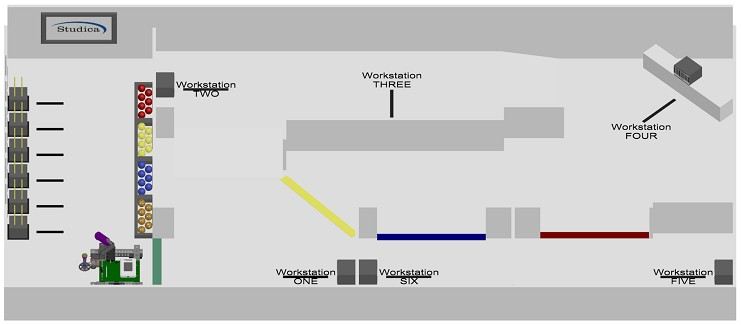 Studica
Workstation
TWO
Workstation
THREE
Workstation
FOUR
Workstation
ONE
Workstation
SIX
Workstation
FIVE